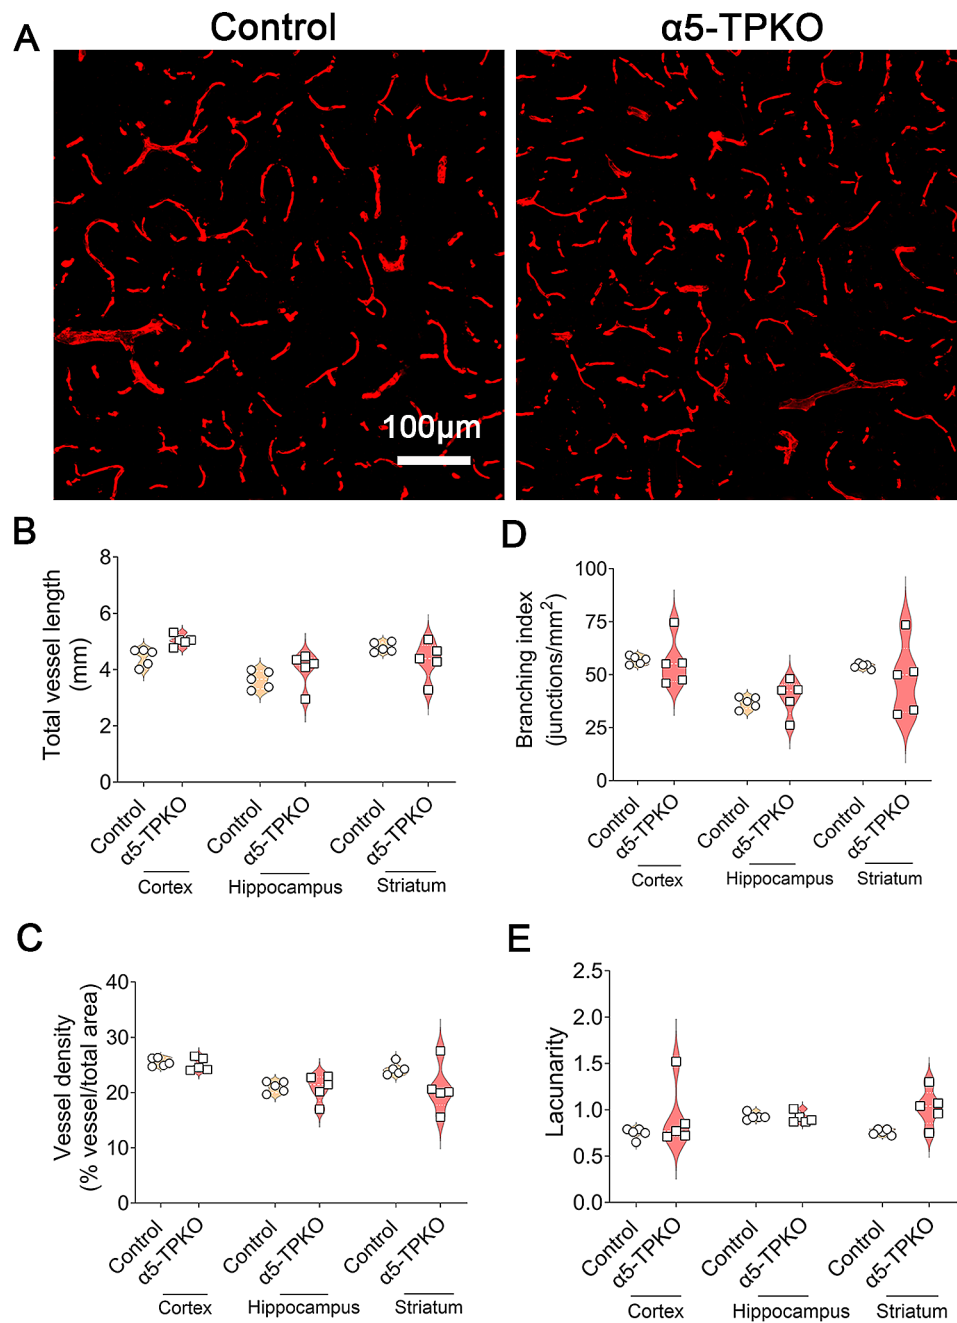 A
Control
α5-TPKO
100μm
B
Total vessel length
(mm)
8
6
4
2
0
Control
α5-TPKO
Control
α5-TPKO
Control
α5-TPKO
Cortex
Hippocampus
Striatum
D
Branching index
(junctions/mm²)
100
75
50
25
0
Control
α5-TPKO
Control
α5-TPKO
Control
α5-TPKO
Cortex
Hippocampus
Striatum
C
Vessel density
(% vessel/total area)
40
30
20
10
0
Control
α5-TPKO
Control
α5-TPKO
Control
α5-TPKO
Cortex
Hippocampus
Striatum
E
Lacunarity
2.5
2.0
1.5
1.0
0.5
0.0
Control
α5-TPKO
Control
α5-TPKO
Control
α5-TPKO
Cortex
Hippocampus
Striatum